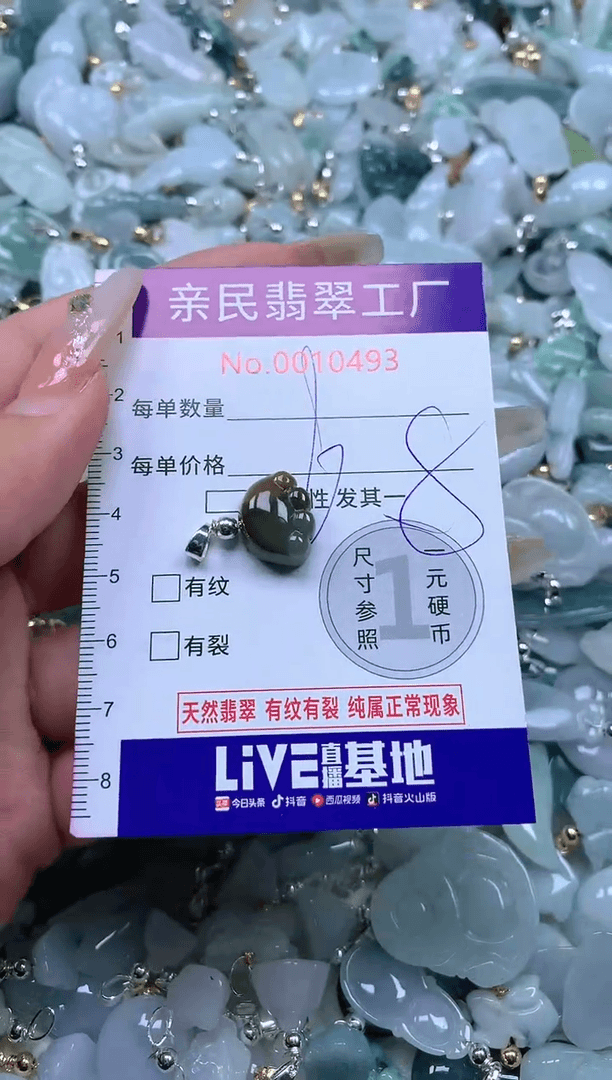 亲民翡翠工厂
No.0010493
每单数量
每单价格
性发其一
8
有纹
有裂
尺寸参照
1
一元硬币
天然翡翠 有纹有裂 纯属正常现象
LiVE直播基地
今日头条 抖音 西瓜视频 抖音火山版
1
2
3
4
5
6
7
8